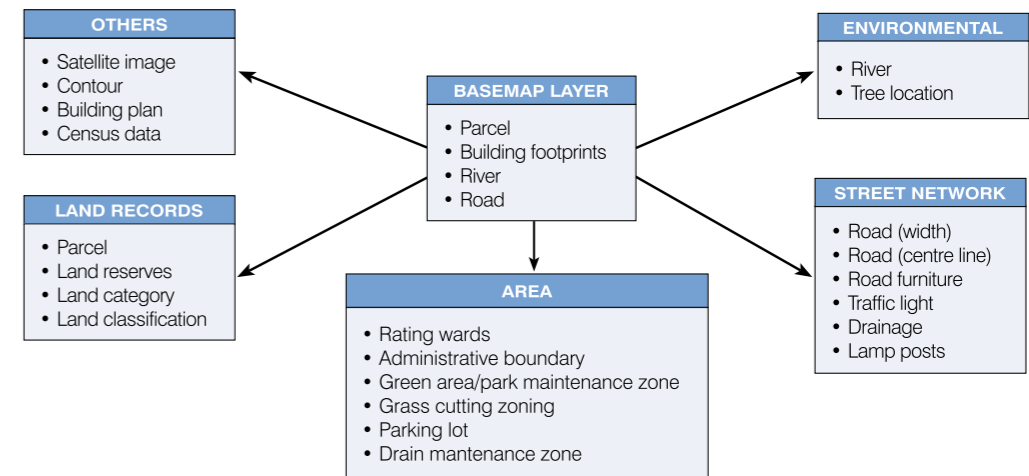 OTHERS
• Satellite image
• Contour
• Building plan
• Census data
BASEMAP LAYER
• Parcel
• Building footprints
• River
• Road
ENVIRONMENTAL
• River
• Tree location
LAND RECORDS
• Parcel
• Land reserves
• Land category
• Land classification
AREA
• Rating wards
• Administrative boundary
• Green area/park maintenance zone
• Grass cutting zoning
• Parking lot
• Drain mantenance zone
STREET NETWORK
• Road (width)
• Road (centre line)
• Road furniture
• Traffic light
• Drainage
• Lamp posts